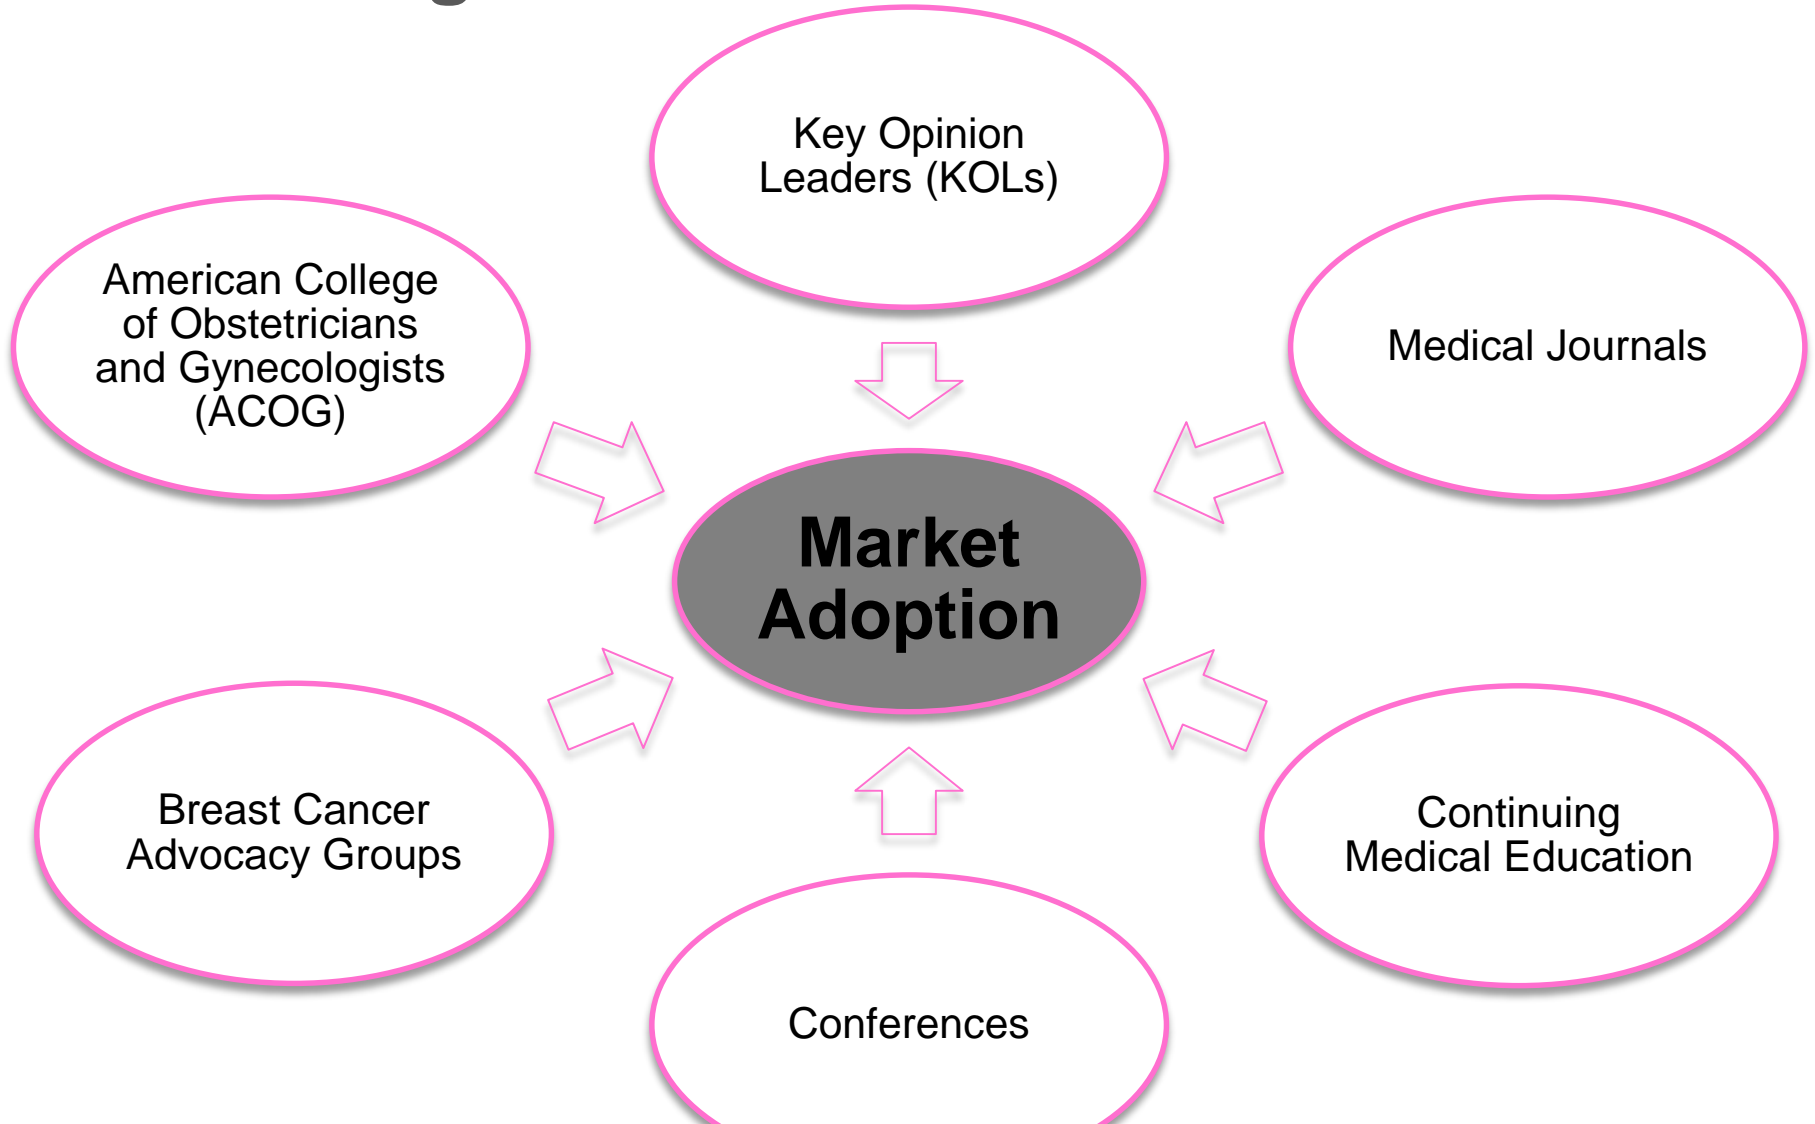 Key Opinion
Leaders (KOLs)
American College
of Obstetricians
and Gynecologists
(ACOG)
Medical Journals
Market
Adoption
Breast Cancer
Advocacy Groups
Continuing
Medical Education
Conferences